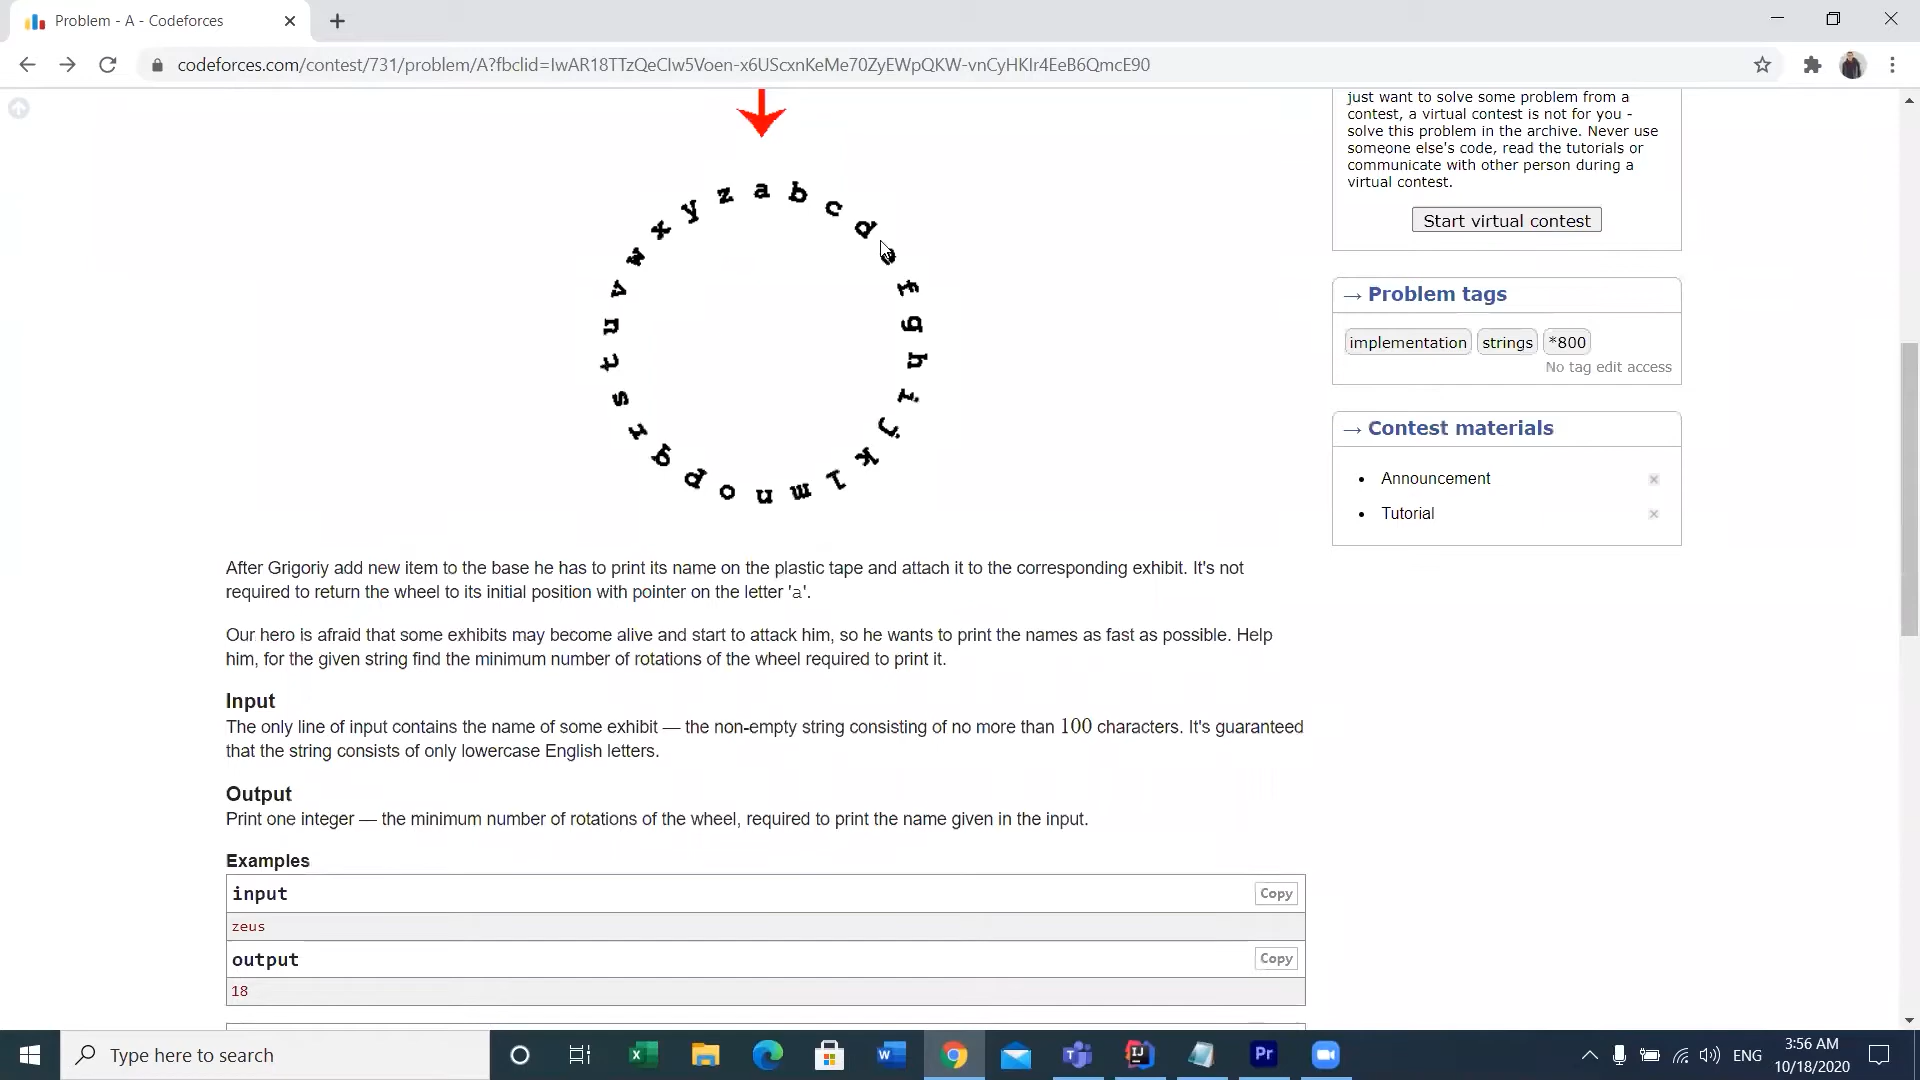 Problem - A - Codeforces
codeforces.com/contest/731/problem/A?fbclid=IwAR18TTzQeClw5Voen-x6UScxnKeMe70ZyEWpQKW-vnCyHKIr4EeB6QmcE90
just want to solve some problem from a
contest, a virtual contest is not for you -
solve this problem in the archive. Never use
someone else's code, read the tutorials or
communicate with other person during a
virtual contest.
Start virtual contest
→ Problem tags
implementation strings *800
No tag edit access
→ Contest materials
• Announcement
• Tutorial
a b c d f g h i j k l m n o p q r s t u v w x y z
After Grigoriy add new item to the base he has to print its name on the plastic tape and attach it to the corresponding exhibit. It's not
required to return the wheel to its initial position with pointer on the letter 'a'.
Our hero is afraid that some exhibits may become alive and start to attack him, so he wants to print the names as fast as possible. Help
him, for the given string find the minimum number of rotations of the wheel required to print it.
Input
The only line of input contains the name of some exhibit — the non-empty string consisting of no more than 100 characters. It's guaranteed
that the string consists of only lowercase English letters.
Output
Print one integer — the minimum number of rotations of the wheel, required to print the name given in the input.
Examples
input
Copy
zeus
output
Copy
18
Type here to search
ENG
3:56 AM
10/18/2020